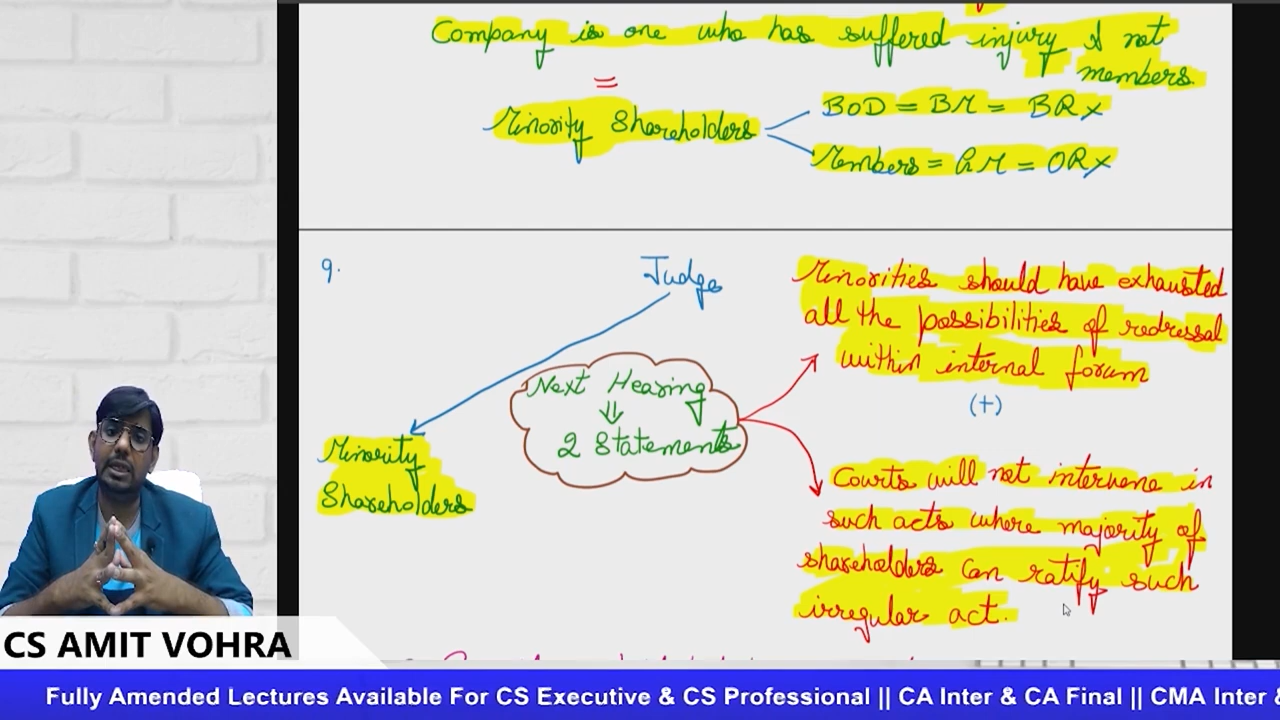 Company is one who has suffered injury & not
members.
=
Minority Shareholders
BOD = BM = BR x
Members = GM = OR x
9.
Judge
Minorities should have exhausted
all the possibilities of redressal
within internal forum
(+)
Next Hearing
⇓
2 Statements
Minority
Shareholders
Courts will not intervene in
such acts where majority of
shareholders can ratify such
irregular act.
CS AMIT VOHRA
Fully Amended Lectures Available For CS Executive & CS Professional || CA Inter & CA Final || CMA Inter &